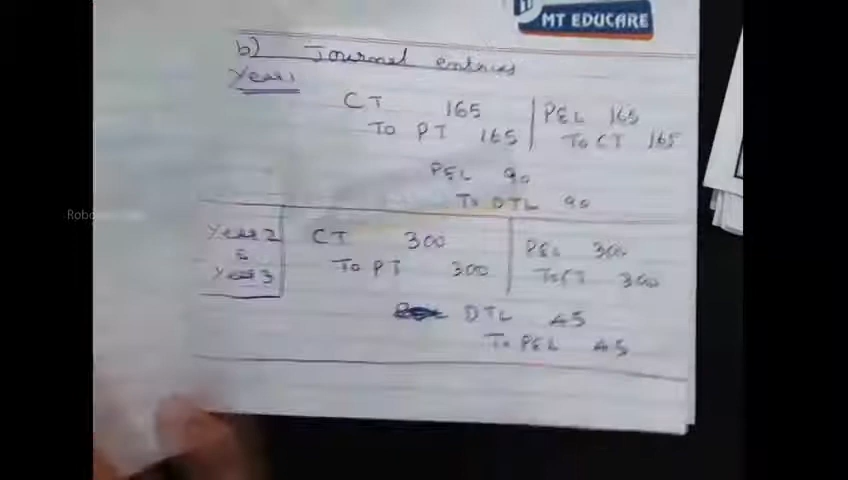 MT EDUCARE
b) Journal entries
Year 1
CT 165 PEL 165
To PT 165 To CT 165
PEL 90
To DTL 90
Year 2 CT 300 PEL 300
& To PT 300 To CT 300
Year 3
DTL 45
To PEL 45